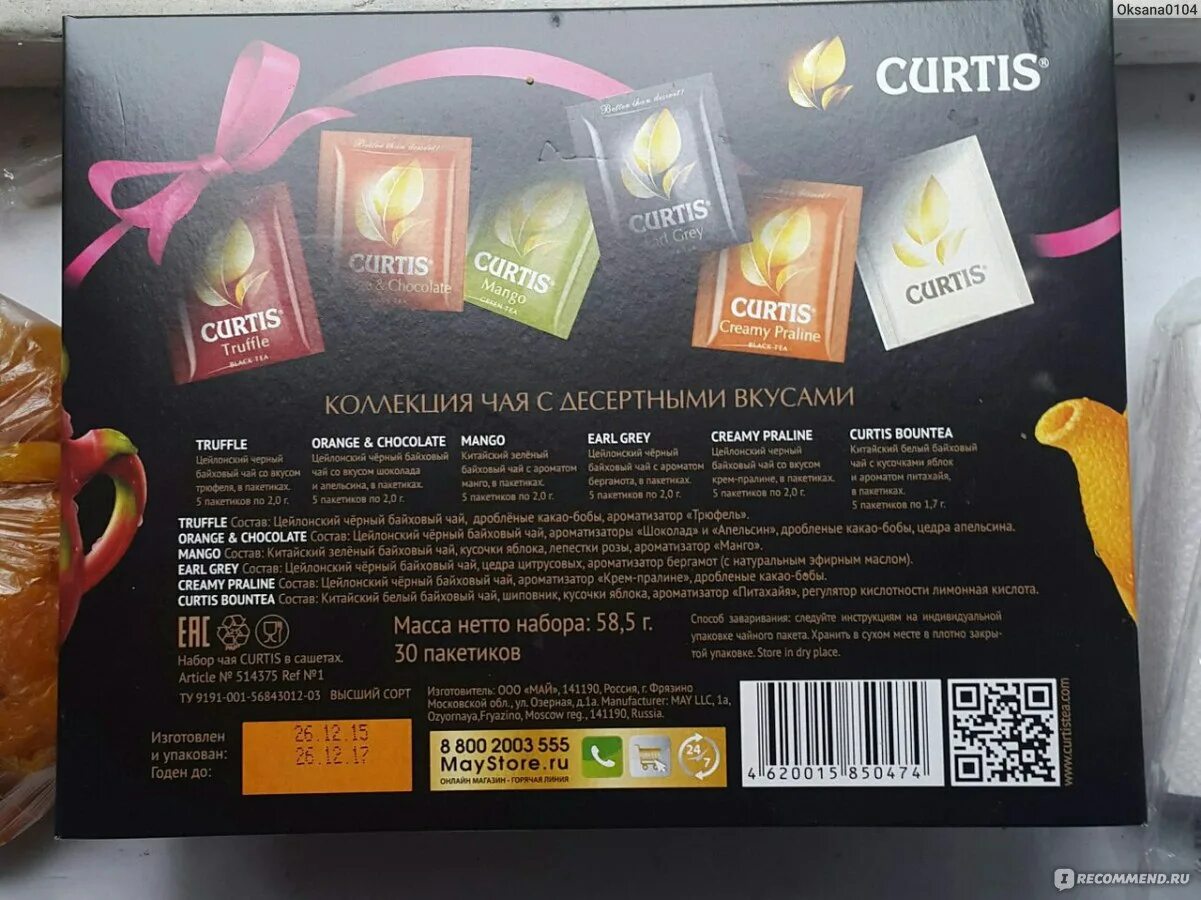 Oksana0104
CURTIS®
Better than dessert!
CURTIS®
Truffle
BLACK TEA
Better than dessert!
CURTIS®
& Chocolate
CURTIS®
Mango
GREEN TEA
CURTIS®
Earl Grey
CURTIS®
Creamy Praline
BLACK TEA
CURTIS®
КОЛЛЕКЦИЯ ЧАЯ С ДЕСЕРТНЫМИ ВКУСАМИ
TRUFFLE
Цейлонский черный
байховый чай со вкусом
трюфеля, в пакетиках.
5 пакетиков по 2,0 г.
ORANGE & CHOCOLATE
Цейлонский чёрный байховый
чай со вкусом шоколада
и апельсина, в пакетиках.
5 пакетиков по 2,0 г.
MANGO
Китайский зелёный
байховый чай с ароматом
манго, в пакетиках.
5 пакетиков по 2,0 г.
EARL GREY
Цейлонский чёрный
байховый чай с ароматом
бергамота, в пакетиках.
5 пакетиков по 2,0 г.
CREAMY PRALINE
Цейлонский черный
байховый чай со вкусом
крем-пралине, в пакетиках.
5 пакетиков по 2,0 г.
CURTIS BOUNTEA
Китайский белый байховый
чай с кусочками яблок
и ароматом питахайя,
в пакетиках.
5 пакетиков по 1,7 г.
TRUFFLE Состав: Цейлонский чёрный байховый чай, дроблёные какао-бобы, ароматизатор «Трюфель».
ORANGE & CHOCOLATE Состав: Цейлонский чёрный байховый чай, ароматизаторы «Шоколад» и «Апельсин», дробленые какао-бобы, цедра апельсина.
MANGO Состав: Китайский зелёный байховый чай, кусочки яблока, лепестки розы, ароматизатор «Манго».
EARL GREY Состав: Цейлонский чёрный байховый чай, цедра цитрусовых, ароматизатор бергамот (с натуральным эфирным маслом).
CREAMY PRALINE Состав: Цейлонский чёрный байховый чай, ароматизатор «Крем-пралине», дробленые какао-бобы.
CURTIS BOUNTEA Состав: Китайский белый байховый чай, шиповник, кусочки яблока, ароматизатор «Питахайя», регулятор кислотности лимонная кислота.
EAC
Набор чая CURTIS в сашетах.
Article № 514375 Ref №1
ТУ 9191-001-56843012-03 ВЫСШИЙ СОРТ
Масса нетто набора: 58,5 г.
30 пакетиков
Способ заваривания: следуйте инструкциям на индивидуальной
упаковке чайного пакета. Хранить в сухом месте в плотно закры-
той упаковке. Store in dry place.
Изготовитель: ООО «МАЙ», 141190, Россия, г. Фрязино
Московской обл., ул. Озерная, д.1а. Manufacturer: MAY LLC, 1a,
Ozyornaya,Fryazino, Moscow reg., 141190, Russia.
Изготовлен
и упакован:
Годен до:
26.12.15
26.12.17
8 800 2003 555
MayStore.ru
ОНЛАЙН МАГАЗИН - ГОРЯЧАЯ ЛИНИЯ
24/7
4 620015 850474
www.curtistea.com
IRECOMMEND.RU